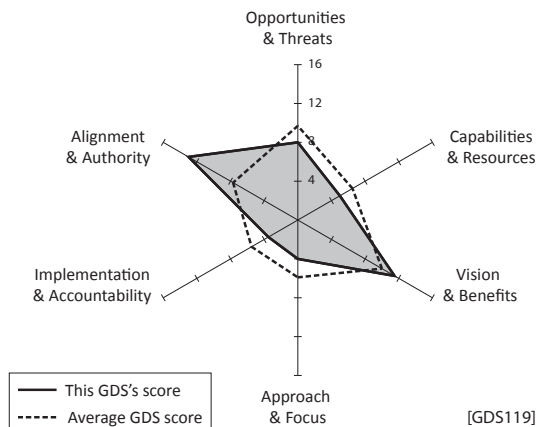 Opportunities
& Threats
16
12
8
4
Alignment
& Authority
Capabilities
& Resources
Implementation
& Accountability
Vision
& Benefits
This GDS's score
Average GDS score
Approach
& Focus
[GDS119]